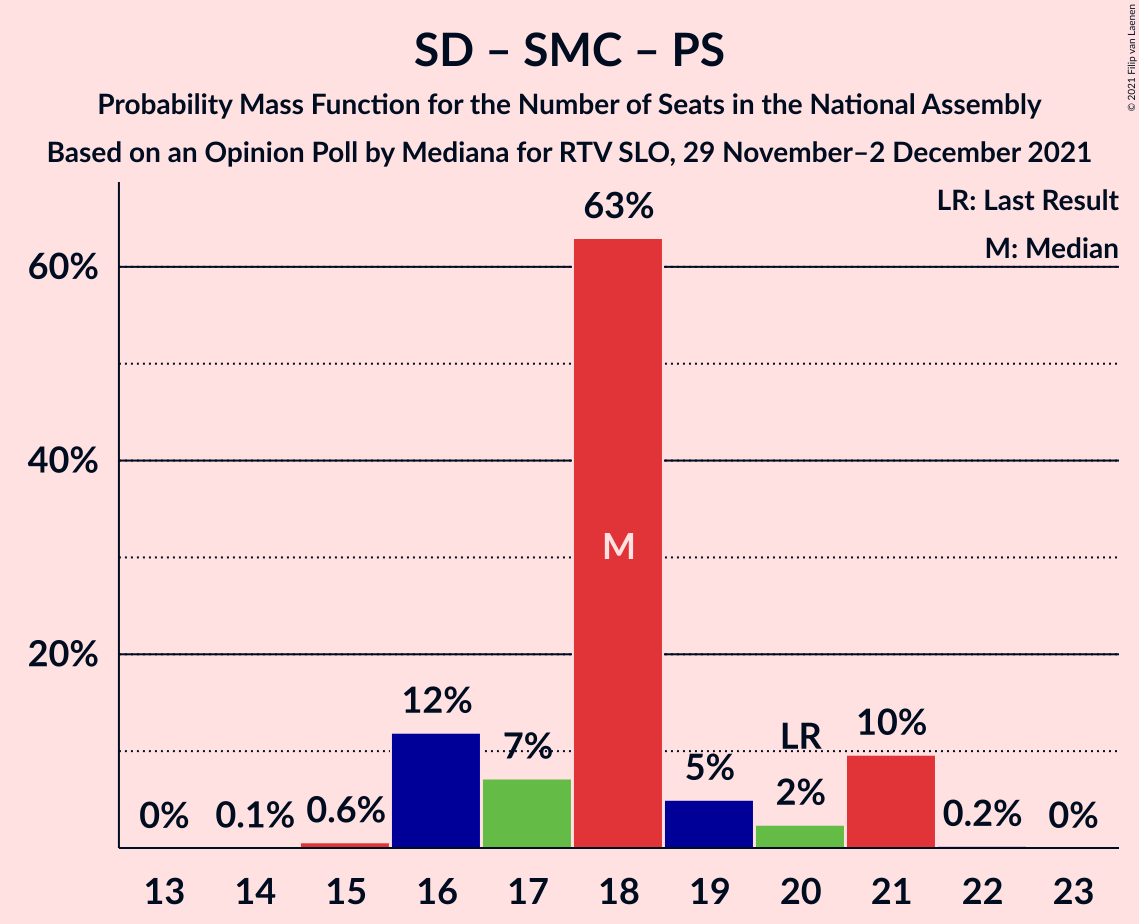 SD – SMC – PS
Probability Mass Function for the Number of Seats in the National Assembly
Based on an Opinion Poll by Mediana for RTV SLO, 29 November–2 December 2021
© 2021 Filip van Laenen
LR: Last Result
M: Median
60%
40%
20%
0%
0.1%
0.6%
12%
7%
63%
M
5%
LR
2%
10%
0.2%
0%
13 14 15 16 17 18 19 20 21 22 23